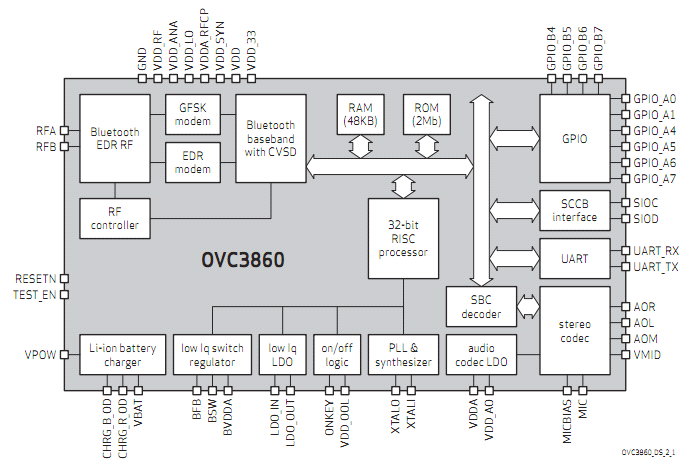 GND
VDD_RF
VDD_ANA
VDD_LO
VDDA_RFCP
VDD_SYN
VDD
VDD_33
GPIO_B4
GPIO_B5
GPIO_B6
GPIO_B7
RFA
RFB
RESETN
TEST_EN
VPOW
Bluetooth
EDR RF
GFSK
modem
EDR
modem
Bluetooth
baseband
with CVSD
RF
controller
RAM
(48KB)
ROM
(2Mb)
32-bit
RISC
processor
OVC3860
GPIO
SCCB
interface
UART
SBC
decoder
stereo
codec
Li-ion battery
charger
low Iq switch
regulator
low Iq
LDO
on/off
logic
PLL &
synthesizer
audio
codec LDO
GPIO_A0
GPIO_A1
GPIO_A4
GPIO_A5
GPIO_A6
GPIO_A7
SIOC
SIOD
UART_RX
UART_TX
AOR
AOL
AOM
VMID
CHRG_B_OD
CHRG_R_OD
VBAT
BFB
BSW
BVDDA
LDO_IN
LDO_OUT
ONKEY
VDD_OOL
XTALO
XTALI
VDDA
VDD_AO
MICBIAS
MIC
OVC3860_DS_2_1